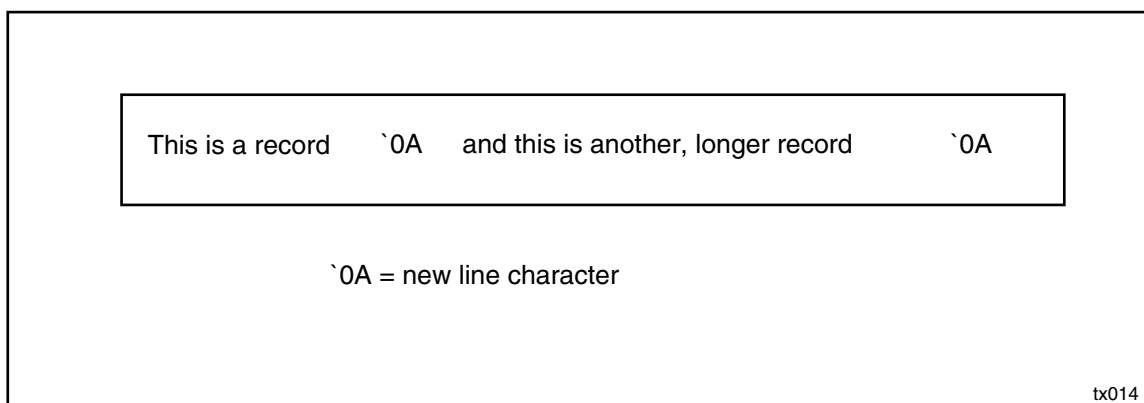 This is a record `0A and this is another, longer record `0A
`0A = new line character
tx014